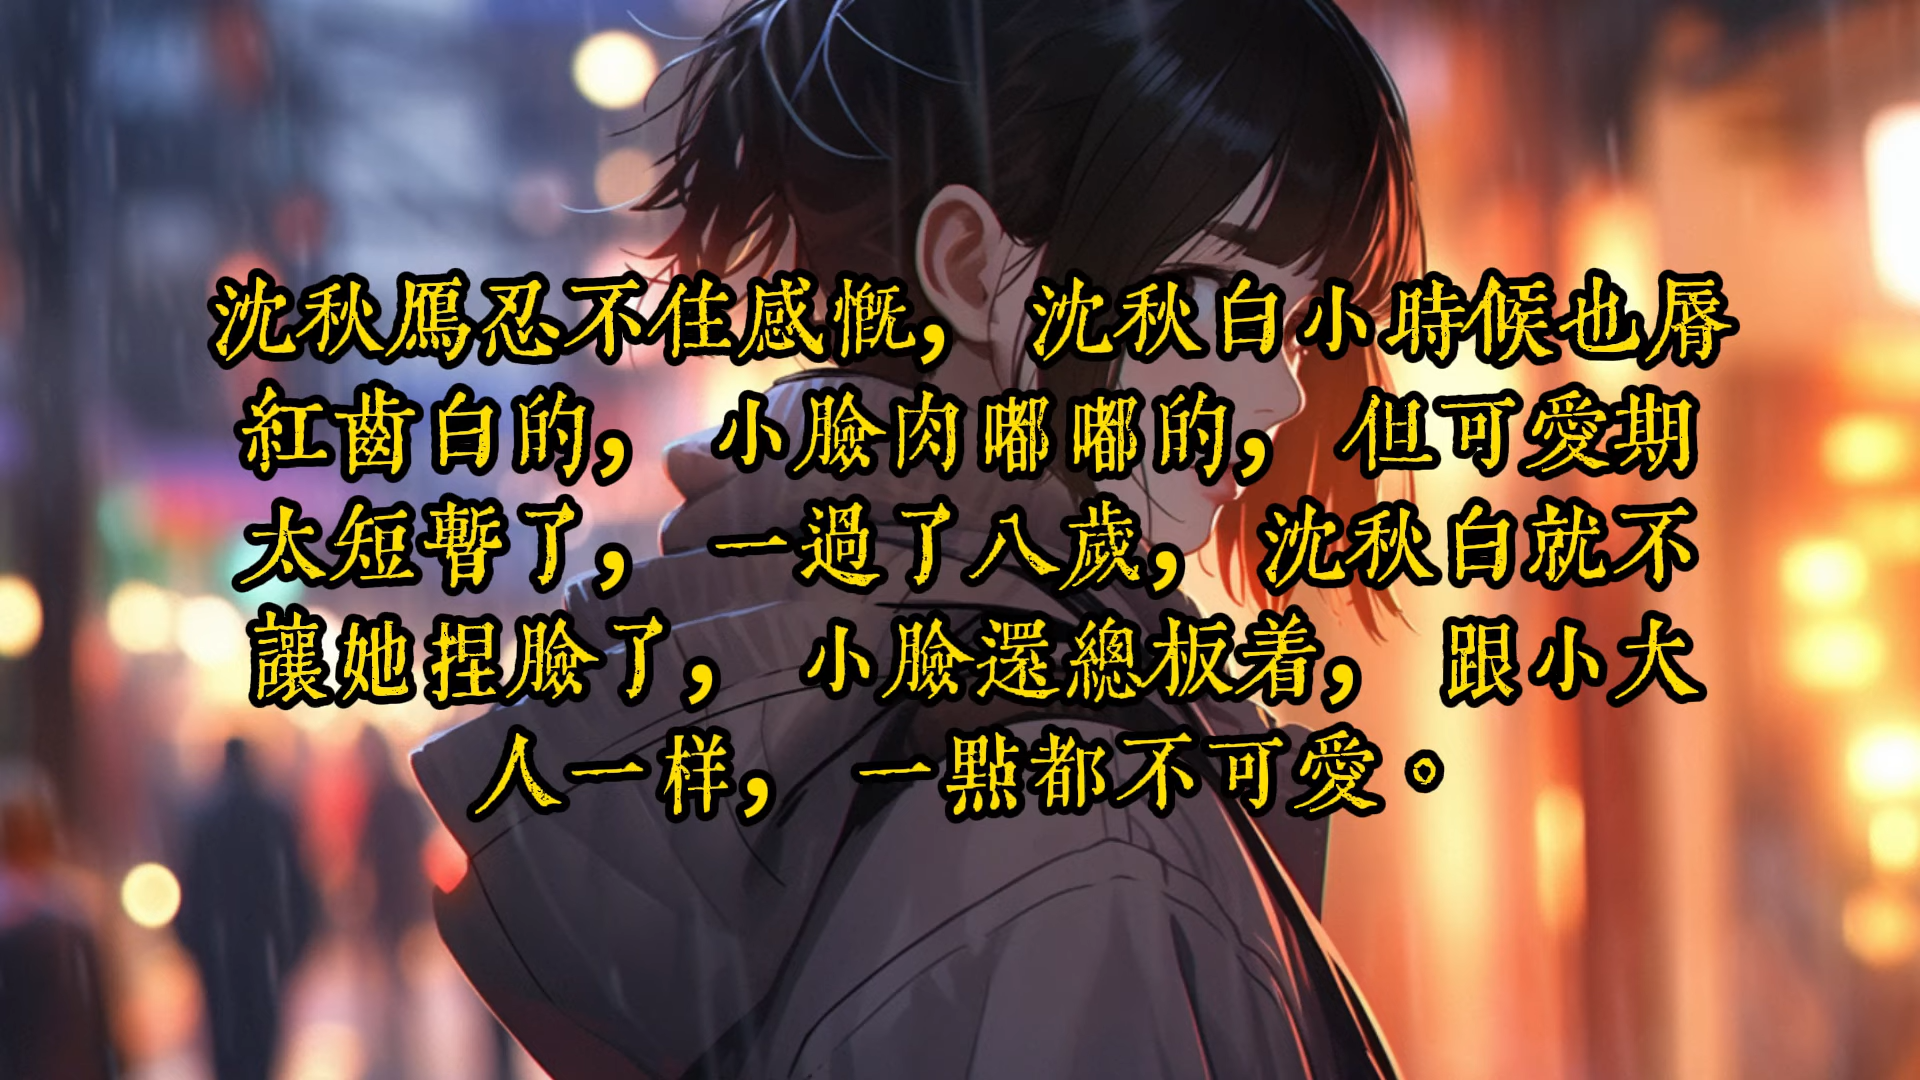 沈秋鴈忍不住感慨，沈秋白小時候也脣
紅齒白的，小臉肉嘟嘟的，但可愛期
太短暫了，一過了八歲，沈秋白就不
讓她捏臉了，小臉還總板着，跟小大
人一样，一點都不可愛。